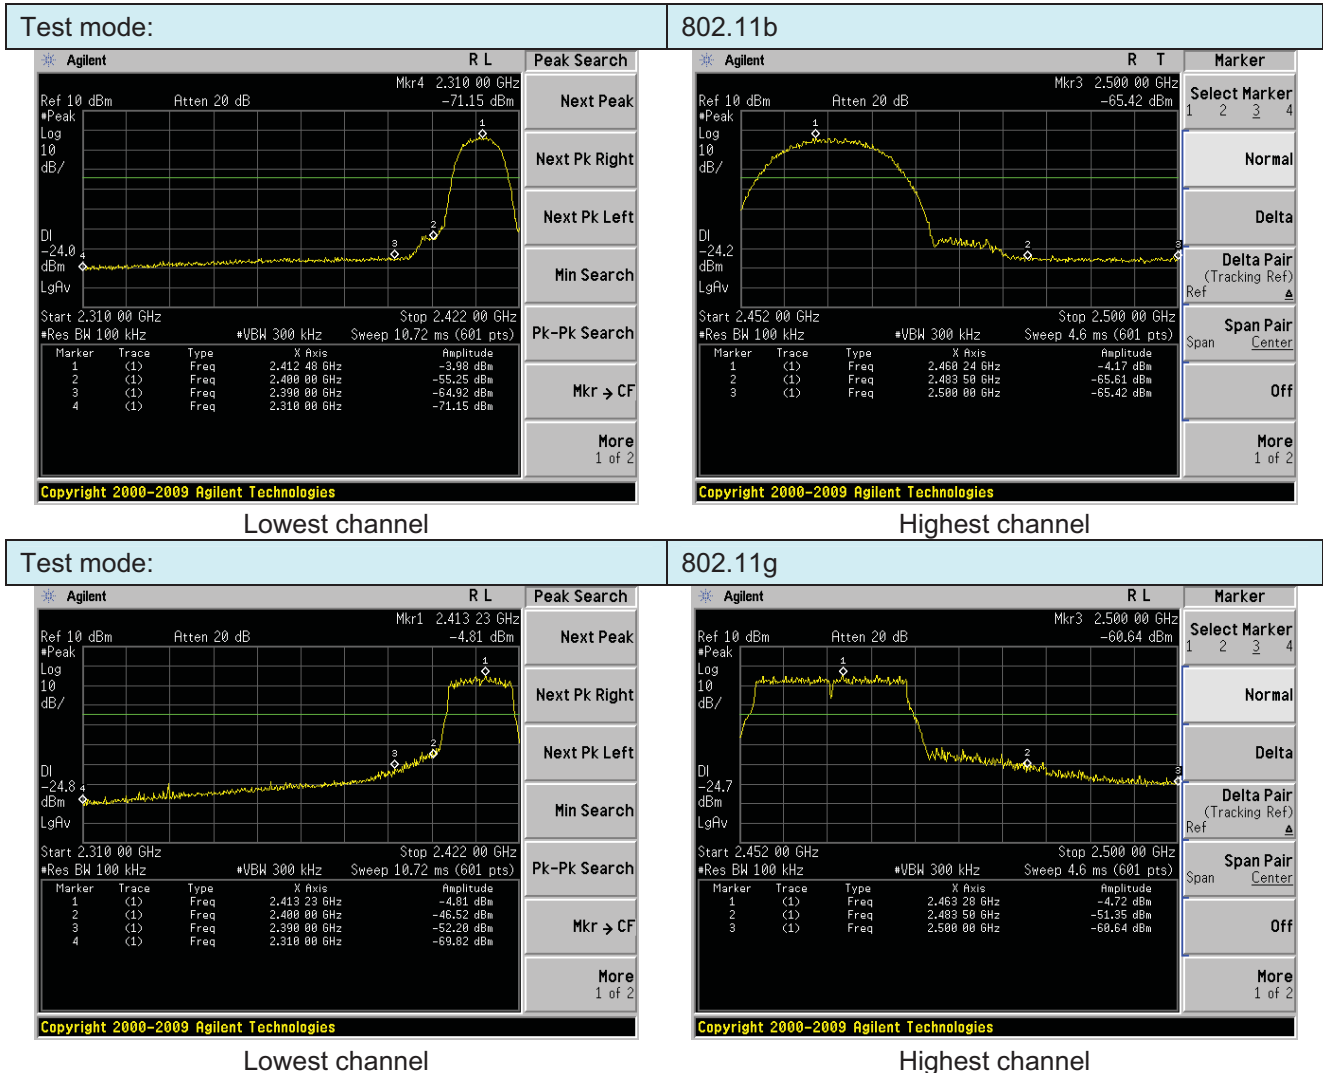 Test mode: 802.11b
Agilent R L Peak Search
Mkr4 2.310 00 GHz
Ref 10 dBm Atten 20 dB -71.15 dBm
#Peak
Log
10
dB/
DI
-24.0
dBm
LgAv
1
2
3
4
Start 2.310 00 GHz Stop 2.422 00 GHz
#Res BW 100 kHz #VBW 300 kHz Sweep 10.72 ms (601 pts)
Marker Trace Type X Axis Amplitude
1 (1) Freq 2.412 48 GHz -3.98 dBm
2 (1) Freq 2.400 00 GHz -55.25 dBm
3 (1) Freq 2.390 00 GHz -64.92 dBm
4 (1) Freq 2.310 00 GHz -71.15 dBm
Next Peak
Next Pk Right
Next Pk Left
Min Search
Pk-Pk Search
Mkr → CF
More
1 of 2
Copyright 2000-2009 Agilent Technologies
Lowest channel
Agilent R T Marker
Mkr3 2.500 00 GHz
Ref 10 dBm Atten 20 dB -65.42 dBm
#Peak
Log
10
dB/
DI
-24.2
dBm
LgAv
1
2
3
Start 2.452 00 GHz Stop 2.500 00 GHz
#Res BW 100 kHz #VBW 300 kHz Sweep 4.6 ms (601 pts)
Marker Trace Type X Axis Amplitude
1 (1) Freq 2.460 24 GHz -4.17 dBm
2 (1) Freq 2.483 50 GHz -65.61 dBm
3 (1) Freq 2.500 00 GHz -65.42 dBm
Select Marker
1 2 3 4
Normal
Delta
Delta Pair
(Tracking Ref)
Ref Δ
Span Pair
Span Center
Off
More
1 of 2
Copyright 2000-2009 Agilent Technologies
Highest channel
Test mode: 802.11g
Agilent R L Peak Search
Mkr1 2.413 23 GHz
Ref 10 dBm Atten 20 dB -4.81 dBm
#Peak
Log
10
dB/
DI
-24.8
dBm
LgAv
1
2
3
4
Start 2.310 00 GHz Stop 2.422 00 GHz
#Res BW 100 kHz #VBW 300 kHz Sweep 10.72 ms (601 pts)
Marker Trace Type X Axis Amplitude
1 (1) Freq 2.413 23 GHz -4.81 dBm
2 (1) Freq 2.400 00 GHz -46.52 dBm
3 (1) Freq 2.390 00 GHz -52.20 dBm
4 (1) Freq 2.310 00 GHz -69.82 dBm
Next Peak
Next Pk Right
Next Pk Left
Min Search
Pk-Pk Search
Mkr → CF
More
1 of 2
Copyright 2000-2009 Agilent Technologies
Lowest channel
Agilent R L Marker
Mkr3 2.500 00 GHz
Ref 10 dBm Atten 20 dB -60.64 dBm
#Peak
Log
10
dB/
DI
-24.7
dBm
LgAv
1
2
3
Start 2.452 00 GHz Stop 2.500 00 GHz
#Res BW 100 kHz #VBW 300 kHz Sweep 4.6 ms (601 pts)
Marker Trace Type X Axis Amplitude
1 (1) Freq 2.463 28 GHz -4.72 dBm
2 (1) Freq 2.483 50 GHz -51.35 dBm
3 (1) Freq 2.500 00 GHz -60.64 dBm
Select Marker
1 2 3 4
Normal
Delta
Delta Pair
(Tracking Ref)
Ref Δ
Span Pair
Span Center
Off
More
1 of 2
Copyright 2000-2009 Agilent Technologies
Highest channel